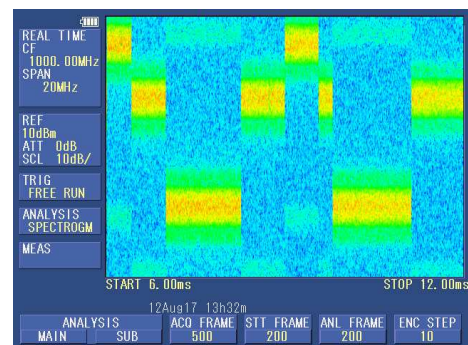 REAL TIME
CF
1000.00MHz
SPAN
20MHz
REF
10dBm
ATT 0dB
SCL 10dB/
TRIG
FREE RUN
ANALYSIS
SPECTROGM
MEAS
START 6.00ms STOP 12.00ms
12Aug17 13h32m
ANALYSIS ACQ FRAME STT FRAME ANL FRAME ENC STEP
MAIN SUB 500 200 200 10